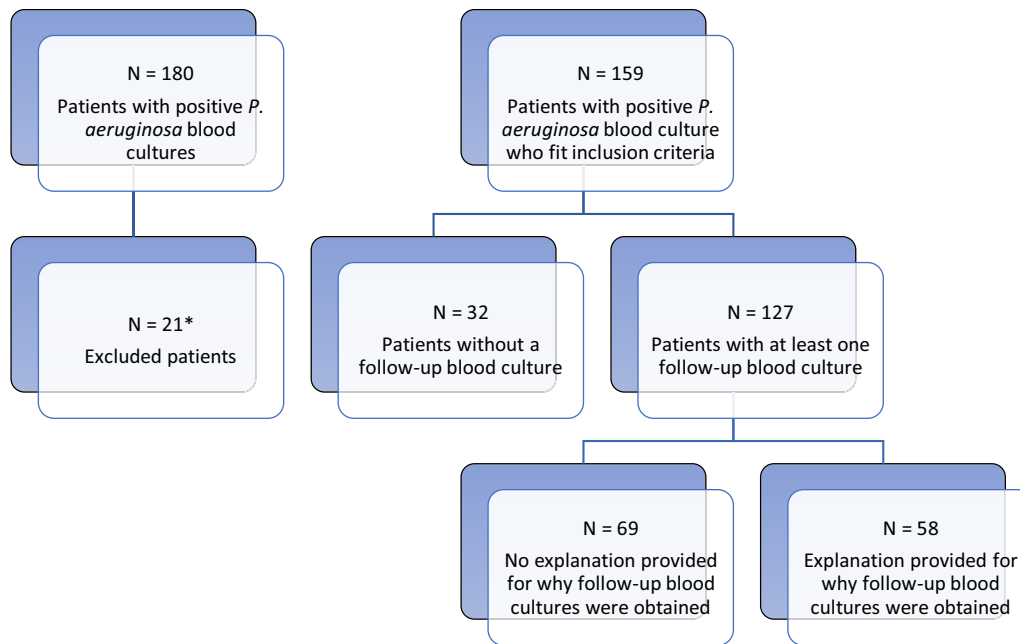 N = 180
Patients with positive P.
aeruginosa blood
cultures
N = 159
Patients with positive P.
aeruginosa blood culture
who fit inclusion criteria
N = 21*
Excluded patients
N = 32
Patients without a
follow-up blood culture
N = 127
Patients with at least one
follow-up blood culture
N = 69
No explanation provided
for why follow-up blood
cultures were obtained
N = 58
Explanation provided for
why follow-up blood
cultures were obtained